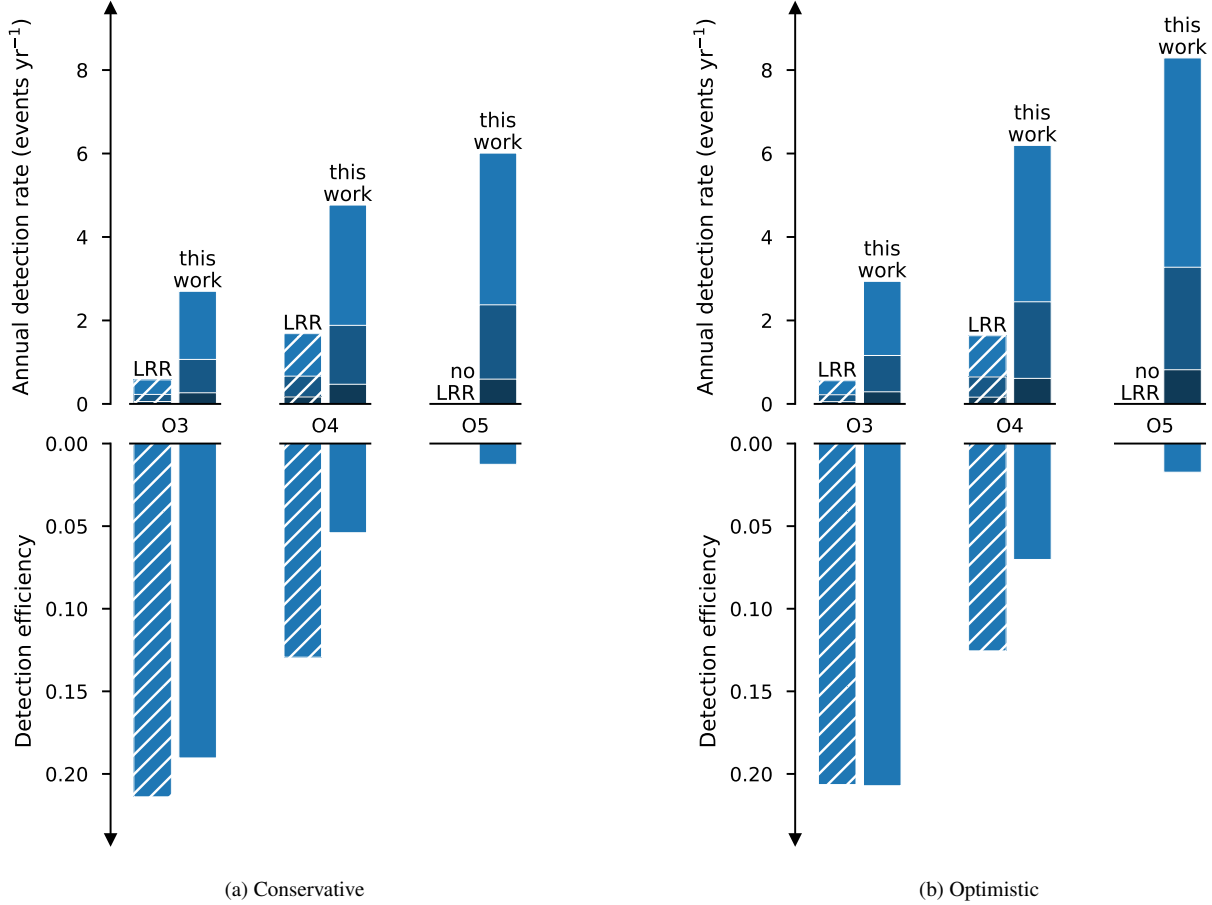 Annual detection rate (events yr⁻¹)
8
6
4
2
0
this
work
LRR
this
work
LRR
this
work
no
LRR
O3
O4
O5
0.00
0.05
0.10
0.15
0.20
Detection efficiency
(a) Conservative
Annual detection rate (events yr⁻¹)
8
6
4
2
0
this
work
LRR
this
work
LRR
this
work
no
LRR
O3
O4
O5
0.00
0.05
0.10
0.15
0.20
Detection efficiency
(b) Optimistic